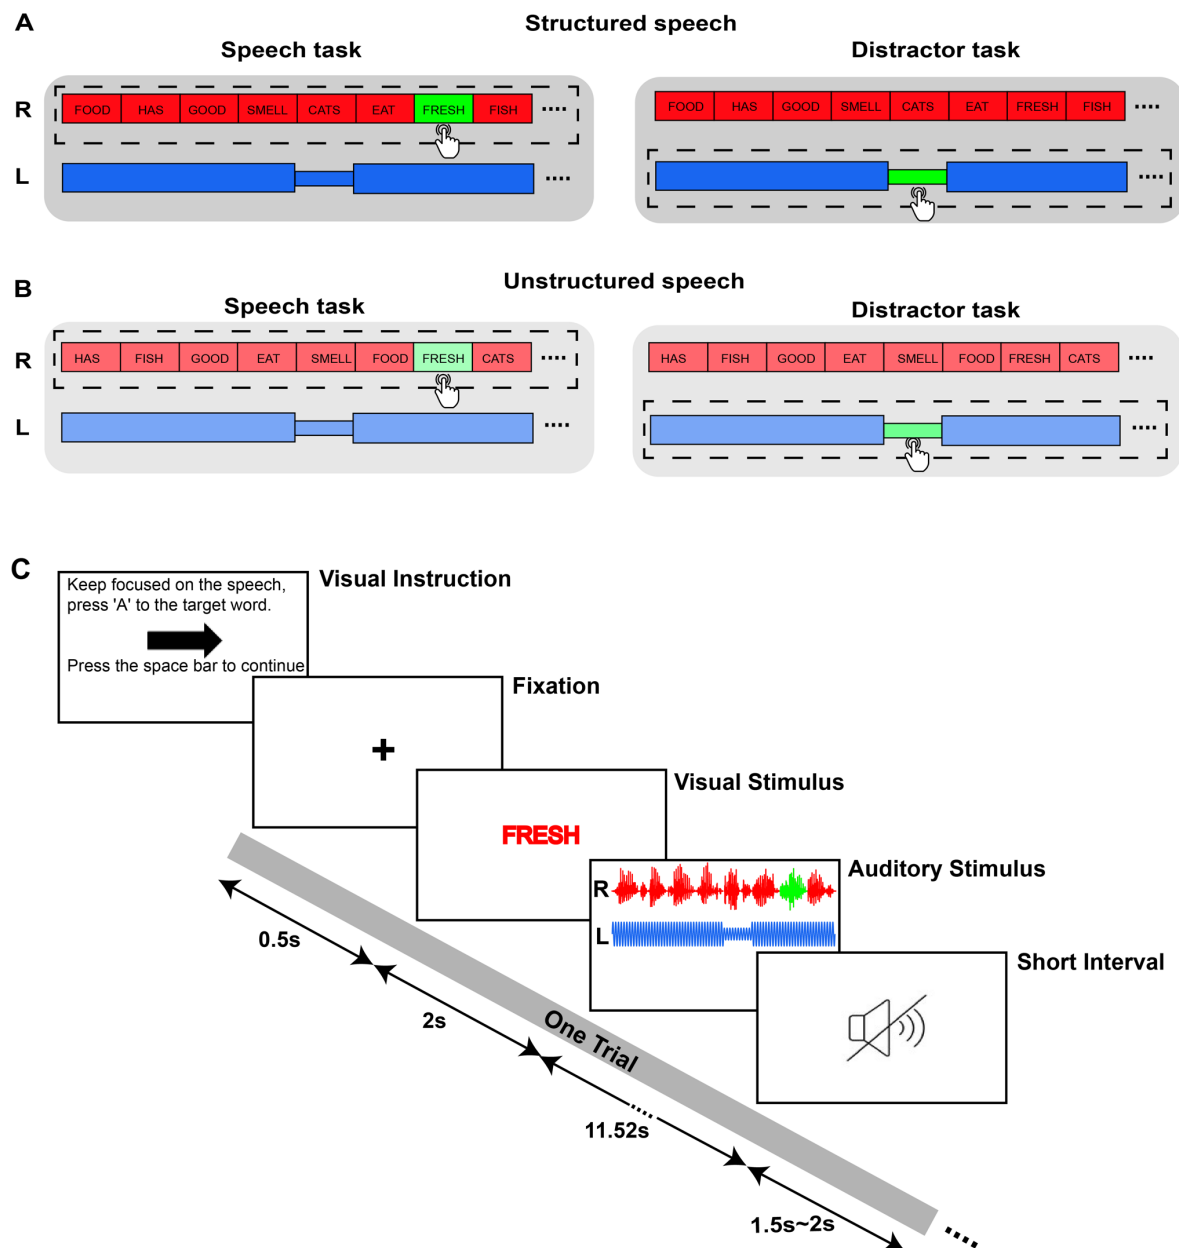 A
Structured speech
Speech task
Distractor task
R
FOOD HAS GOOD SMELL CATS EAT FRESH FISH ....
FOOD HAS GOOD SMELL CATS EAT FRESH FISH ....
L
....
....
B
Unstructured speech
Speech task
Distractor task
R
HAS FISH GOOD EAT SMELL FOOD FRESH CATS ....
HAS FISH GOOD EAT SMELL FOOD FRESH CATS ....
L
....
....
C
Keep focused on the speech,
press 'A' to the target word.
Press the space bar to continue
Visual Instruction
Fixation
+
Visual Stimulus
FRESH
Auditory Stimulus
R
L
Short Interval
One Trial
0.5s
2s
11.52s
1.5s~2s